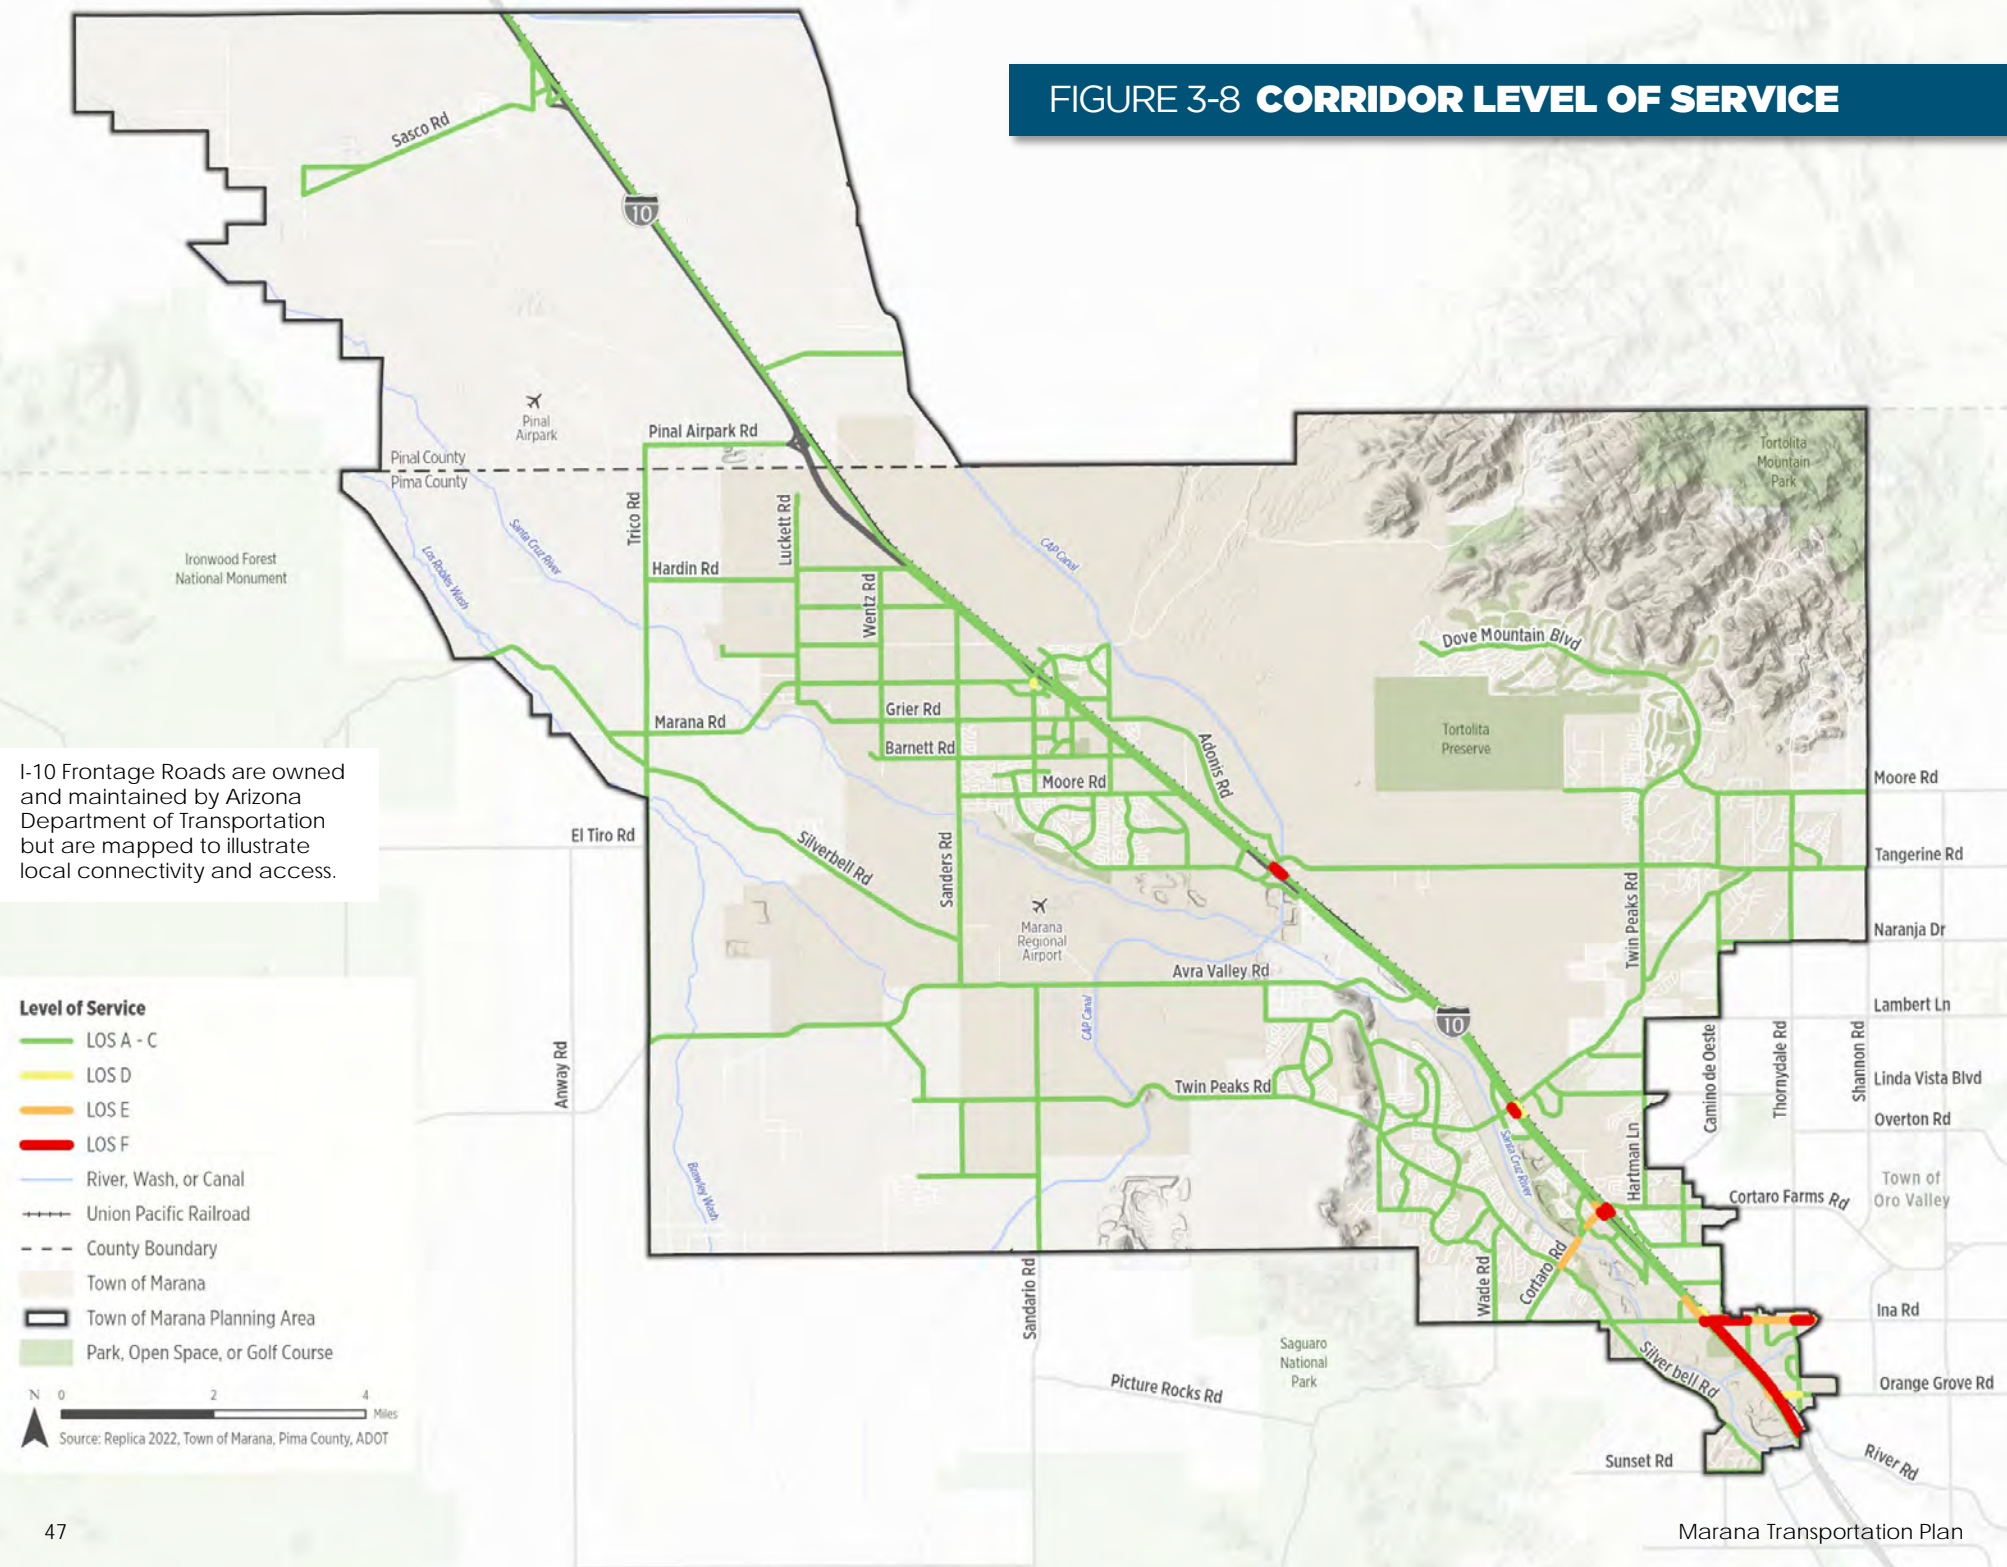 FIGURE 3-8 CORRIDOR LEVEL OF SERVICE
Sasco Rd
10
Pinal
Airpark
Pinal Airpark Rd
Pinal County
Pima County
Tortolita
Mountain
Park
Trico Rd
Luckett Rd
Santa Cruz River
Los Robles Wash
CAP Canal
Ironwood Forest
National Monument
Hardin Rd
Wentz Rd
Dove Mountain Blvd
Marana Rd
Grier Rd
Barnett Rd
Adonis Rd
Tortolita
Preserve
Moore Rd
Moore Rd
I-10 Frontage Roads are owned
and maintained by Arizona
Department of Transportation
but are mapped to illustrate
local connectivity and access.
El Tiro Rd
Silverbell Rd
Sanders Rd
Tangerine Rd
Twin Peaks Rd
Marana
Regional
Airport
Naranja Dr
Avra Valley Rd
CAP Canal
10
Lambert Ln
Camino de Oeste
Thornydale Rd
Shannon Rd
Anway Rd
Twin Peaks Rd
Linda Vista Blvd
Overton Rd
Santa Cruz River
Hartman Ln
Brawley Wash
Town of
Oro Valley
Cortaro Farms Rd
Sandario Rd
Wade Rd
Cortaro Rd
Ina Rd
Saguaro
National
Park
Silverbell Rd
Picture Rocks Rd
Orange Grove Rd
Sunset Rd
River Rd
Level of Service
LOS A - C
LOS D
LOS E
LOS F
River, Wash, or Canal
Union Pacific Railroad
County Boundary
Town of Marana
Town of Marana Planning Area
Park, Open Space, or Golf Course
N 0 2 4
Miles
Source: Replica 2022, Town of Marana, Pima County, ADOT
47
Marana Transportation Plan